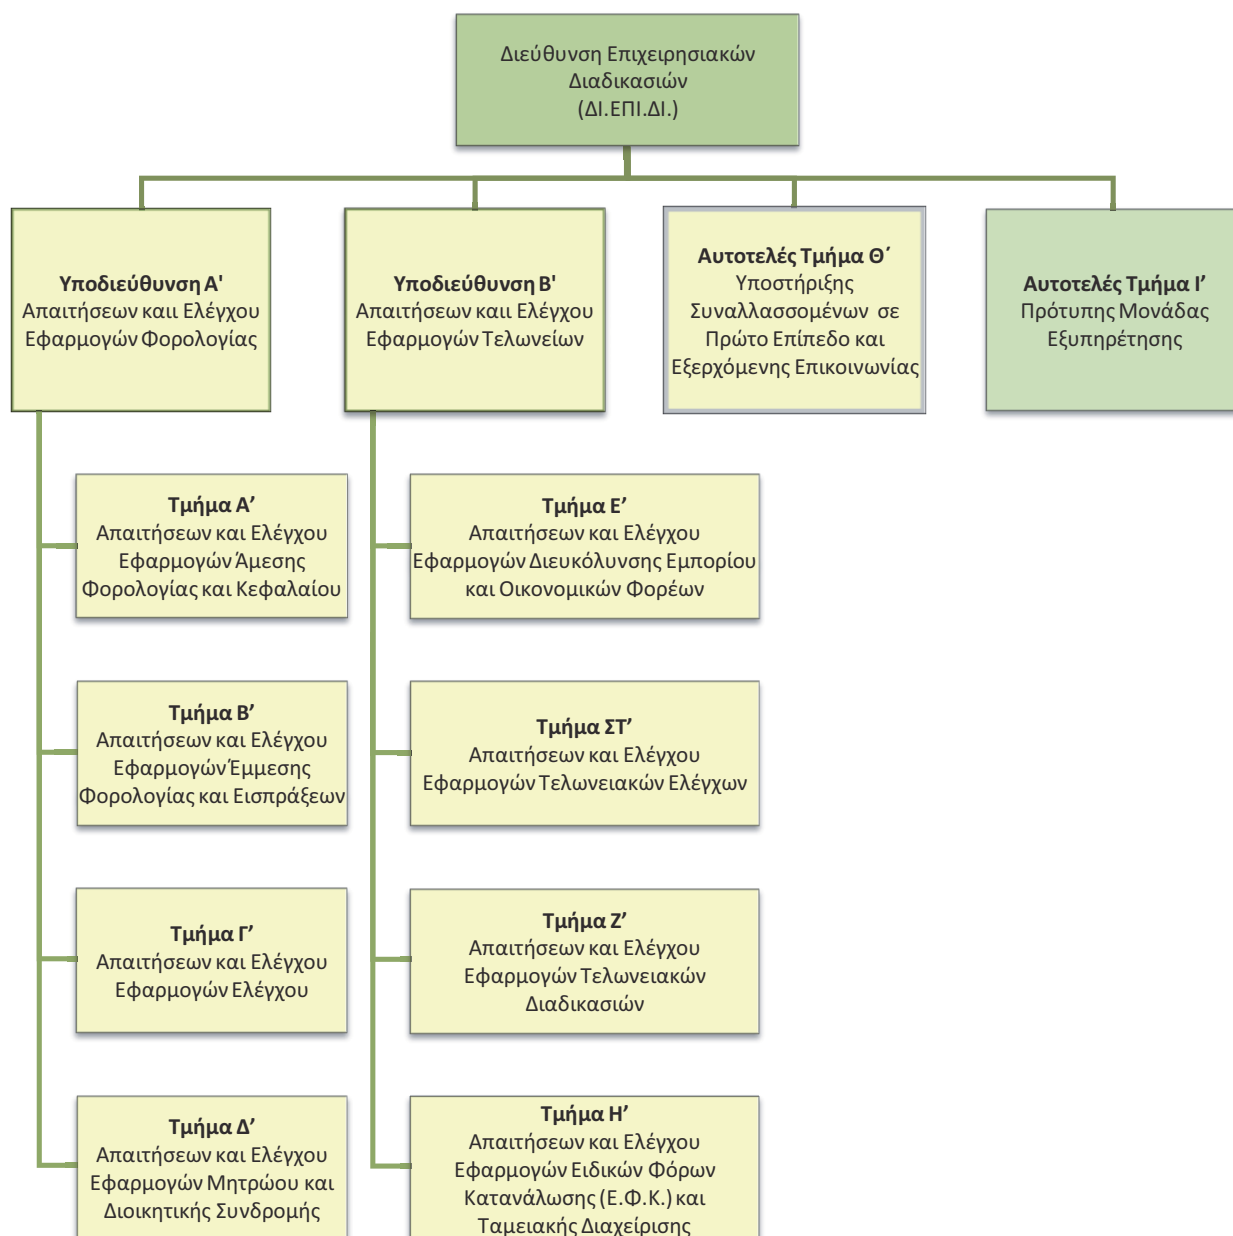 Διεύθυνση Επιχειρησιακών
Διαδικασιών
(ΔΙ.ΕΠΙ.ΔΙ.)
Υποδιεύθυνση Α'
Απαιτήσεων καιι Ελέγχου
Εφαρμογών Φορολογίας
Υποδιεύθυνση Β'
Απαιτήσεων καιι Ελέγχου
Εφαρμογών Τελωνείων
Αυτοτελές Τμήμα Θ΄
Υποστήριξης
Συναλλασσομένων σε
Πρώτο Επίπεδο και
Εξερχόμενης Επικοινωνίας
Αυτοτελές Τμήμα Ι’
Πρότυπης Μονάδας
Εξυπηρέτησης
Τμήμα Α’
Απαιτήσεων και Ελέγχου
Εφαρμογών Άμεσης
Φορολογίας και Κεφαλαίου
Τμήμα Β’
Απαιτήσεων και Ελέγχου
Εφαρμογών Έμμεσης
Φορολογίας και Εισπράξεων
Τμήμα Γ’
Απαιτήσεων και Ελέγχου
Εφαρμογών Ελέγχου
Τμήμα Δ’
Απαιτήσεων και Ελέγχου
Εφαρμογών Μητρώου και
Διοικητικής Συνδρομής
Τμήμα Ε’
Απαιτήσεων και Ελέγχου
Εφαρμογών Διευκόλυνσης Εμπορίου
και Οικονομικών Φορέων
Τμήμα ΣΤ’
Απαιτήσεων και Ελέγχου
Εφαρμογών Τελωνειακών Ελέγχων
Τμήμα Ζ’
Απαιτήσεων και Ελέγχου
Εφαρμογών Τελωνειακών
Διαδικασιών
Τμήμα Η’
Απαιτήσεων και Ελέγχου
Εφαρμογών Ειδικών Φόρων
Κατανάλωσης (Ε.Φ.Κ.) και
Ταμειακής Διαχείρισης